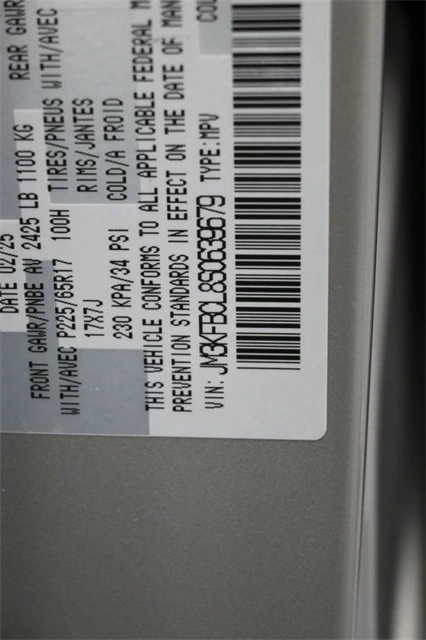 DATE 02/25
FRONT GAWR/PNBE AV 2425 LB 1100 KG REAR GAWR
WITH/AVEC P225/65R17 100H TIRES/PNEUS WITH/AVEC
17X7J RIMS/JANTES
230 KPA/34 PSI COLD/A FROID
THIS VEHICLE CONFORMS TO ALL APPLICABLE FEDERAL M
PREVENTION STANDARDS IN EFFECT ON THE DATE OF MAN
VIN: JM3KFBCL8S0639679 TYPE:MPV